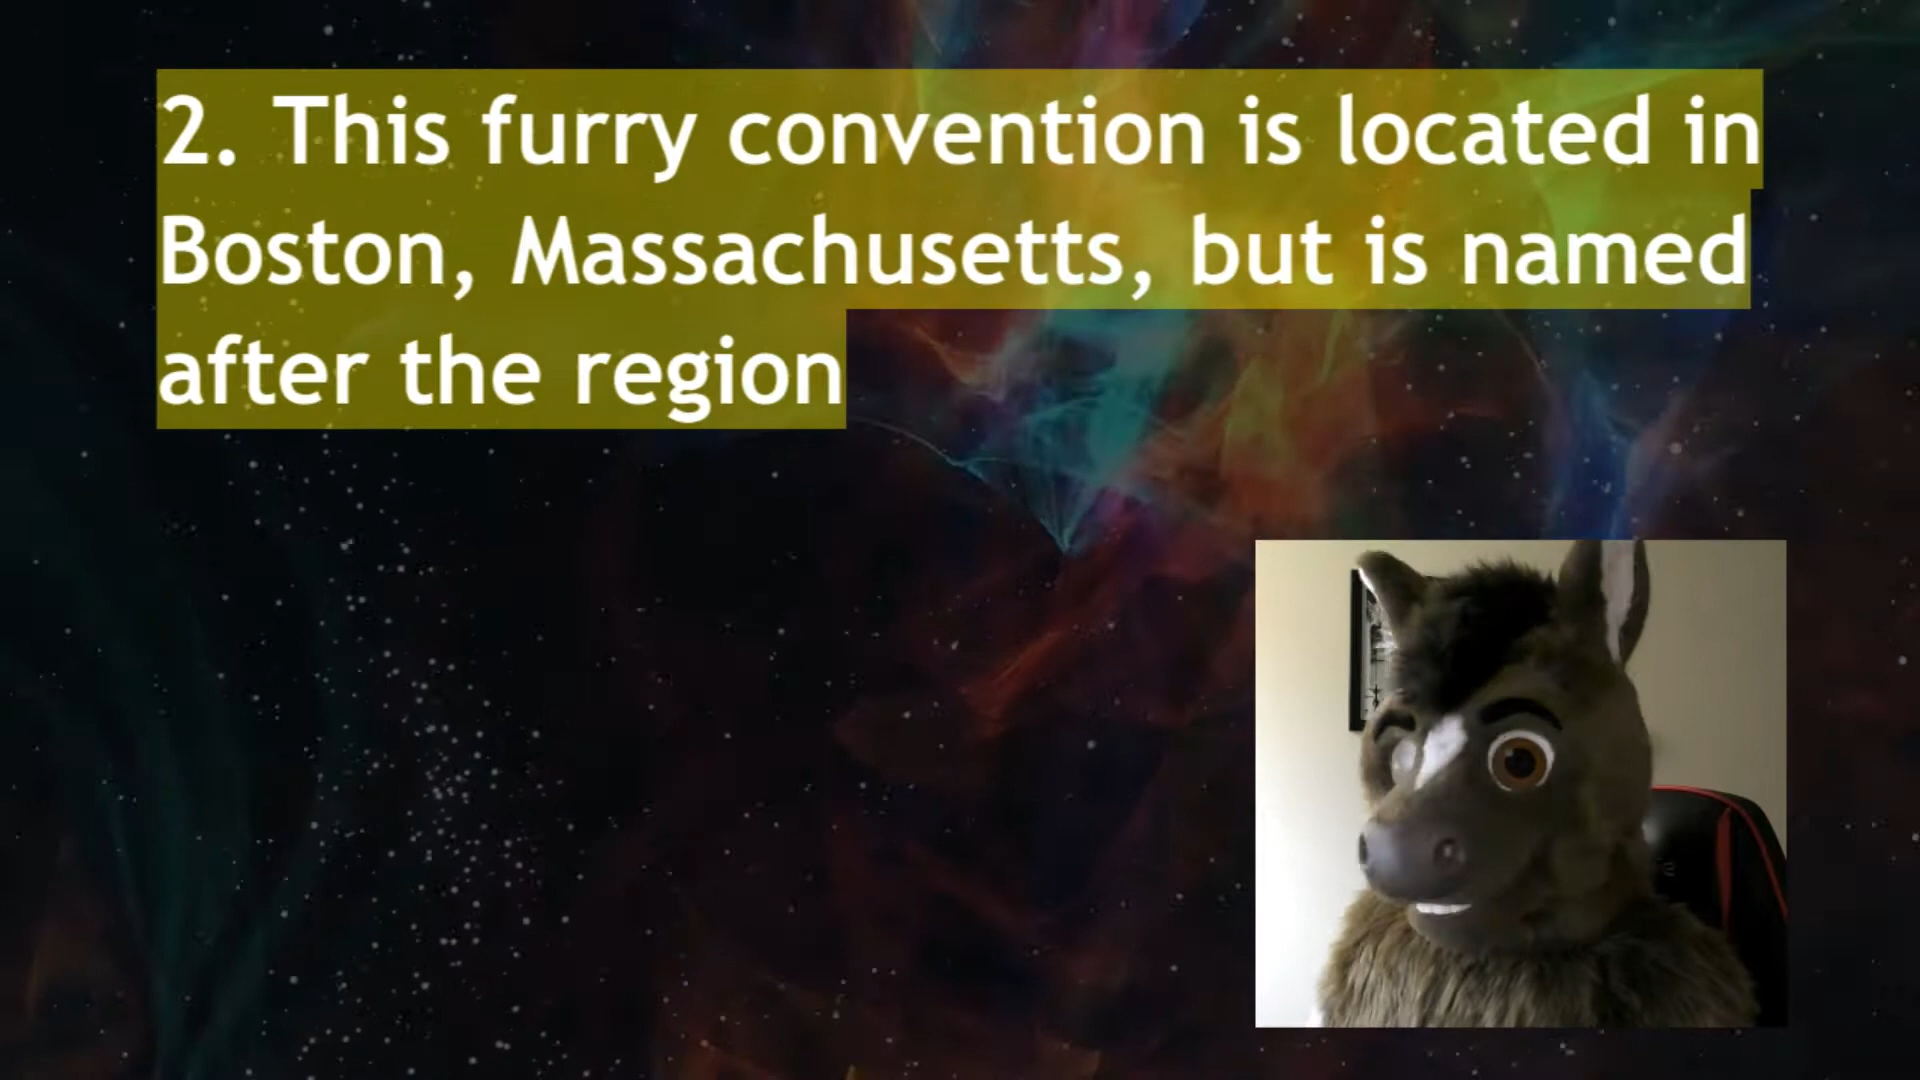 2. This furry convention is located in
Boston, Massachusetts, but is named
after the region